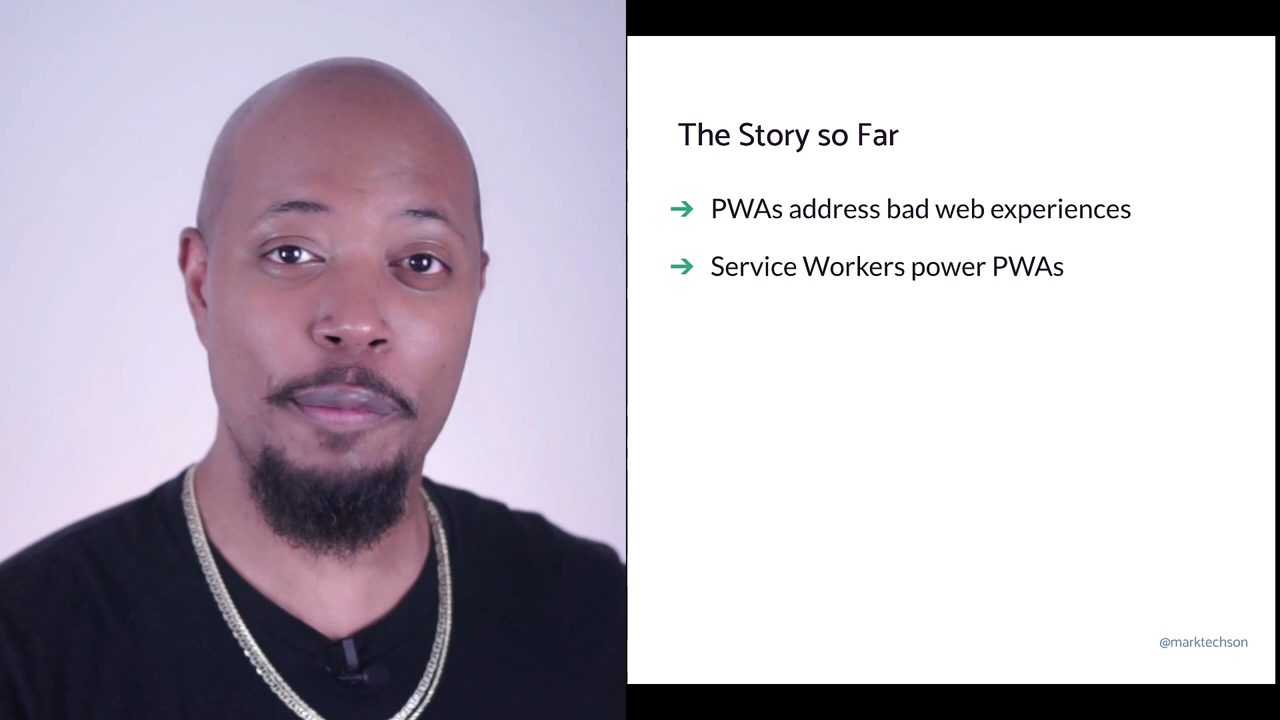 The Story so Far
➔ PWAs address bad web experiences
➔ Service Workers power PWAs
@marktechson